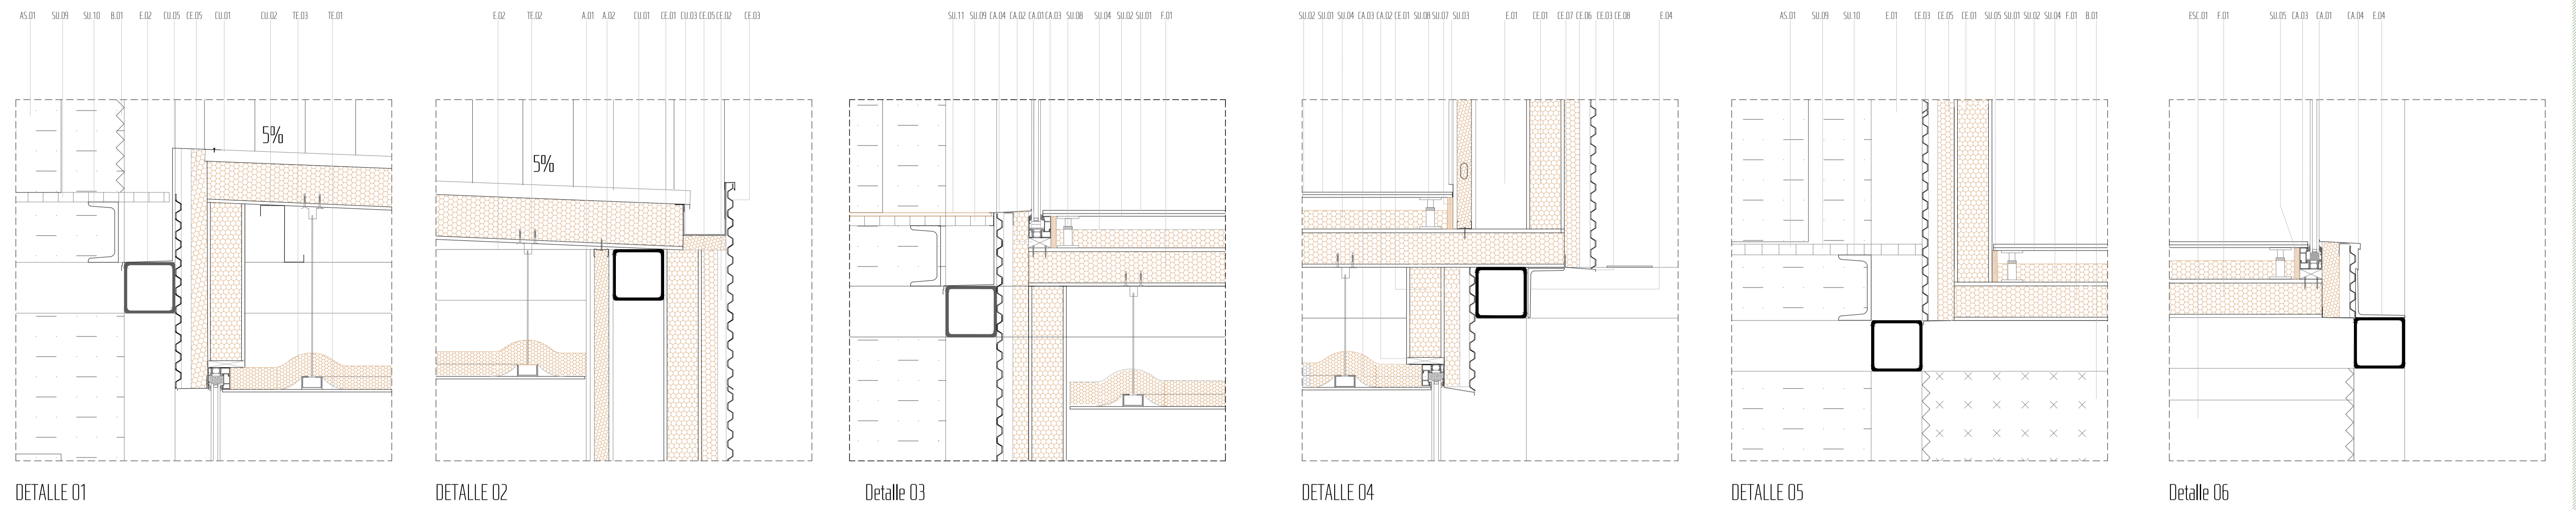 AS.01 SU.09 SU.10 B.01 E.02 CU.05 CE.05 CU.01 CU.02 TE.03 TE.01
E.02 TE.02 A.01 A.02 CU.01 CE.01 CU.03 CE.05 CE.02 CE.03
SU.11 SU.09 CA.04 CA.02 CA.01 CA.03 SU.08 SU.04 SU.02 SU.01 F.01
SU.02 SU.01 SU.04 CA.03 CA.02 CE.01 SU.08 SU.07 SU.03 E.01 CE.01 CE.07 CE.06 CE.03 CE.08 E.04
AS.01 SU.09 SU.10 E.01 CE.03 CE.05 CE.01 SU.05 SU.01 SU.02 SU.04 F.01 B.01
ESC.01 F.01 SU.05 CA.03 CA.01 CA.04 E.04
5%
5%
DETALLE 01
DETALLE 02
Detalle 03
DETALLE 04
DETALLE 05
Detalle 06